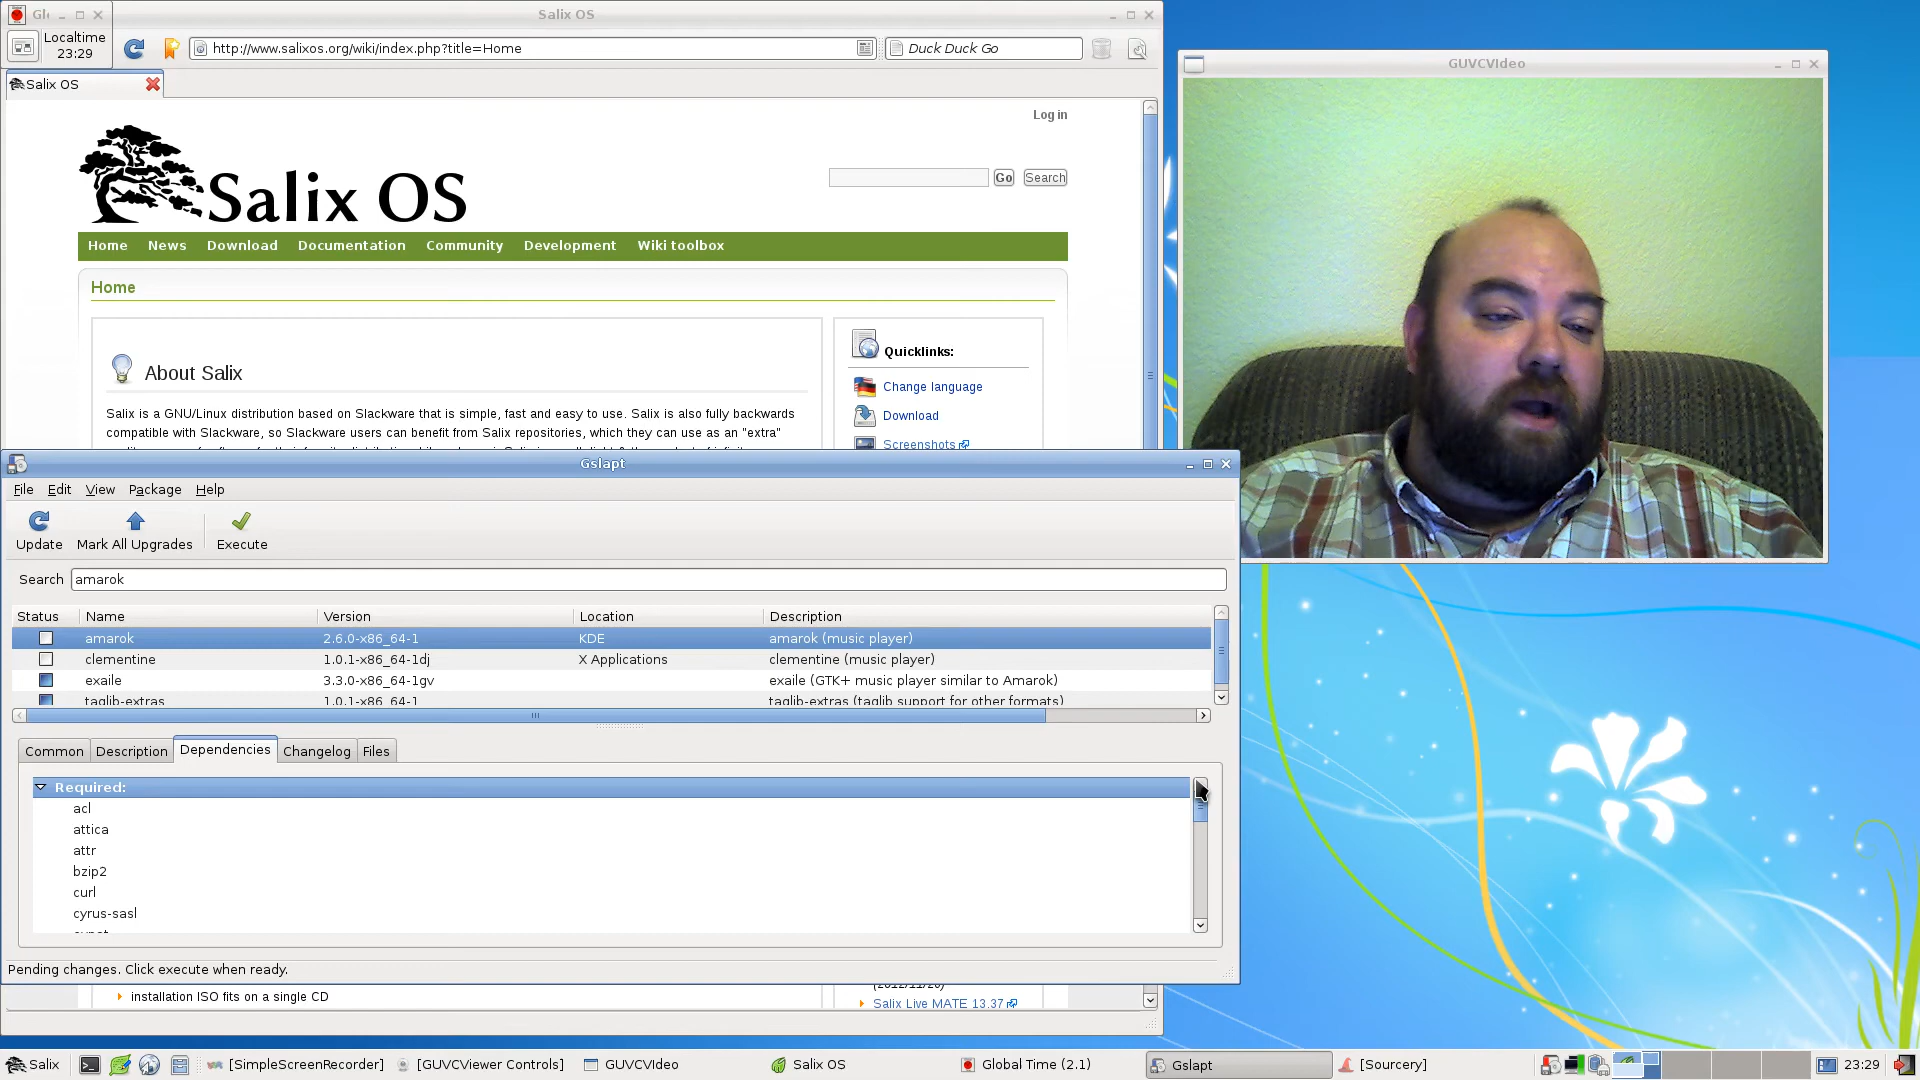 Salix OS
Localtime
23:29
http://www.salixos.org/wiki/index.php?title=Home
Duck Duck Go
Salix OS
GUVCVIdeo
Log in
Salix OS
Go
Search
Home News Download Documentation Community Development Wiki toolbox
Home
About Salix
Quicklinks:
Change language
Download
Screenshots
Salix is a GNU/Linux distribution based on Slackware that is simple, fast and easy to use. Salix is also fully backwards
compatible with Slackware, so Slackware users can benefit from Salix repositories, which they can use as an "extra"
Gslapt
File Edit View Package Help
Update Mark All Upgrades Execute
Search amarok
Status Name Version Location Description
amarok 2.6.0-x86_64-1 KDE amarok (music player)
clementine 1.0.1-x86_64-1dj X Applications clementine (music player)
exaile 3.3.0-x86_64-1gv exaile (GTK+ music player similar to Amarok)
taglib-extras 1.0.1-x86_64-1 taglib-extras (taglib support for other formats)
Common Description Dependencies Changelog Files
Required:
acl
attica
attr
bzip2
curl
cyrus-sasl
Pending changes. Click execute when ready.
installation ISO fits on a single CD
(2012/11/20)
Salix Live MATE 13.37
Salix [SimpleScreenRecorder] [GUVCViewer Controls] GUVCVIdeo Salix OS Global Time (2.1) Gslapt [Sourcery] 23:29